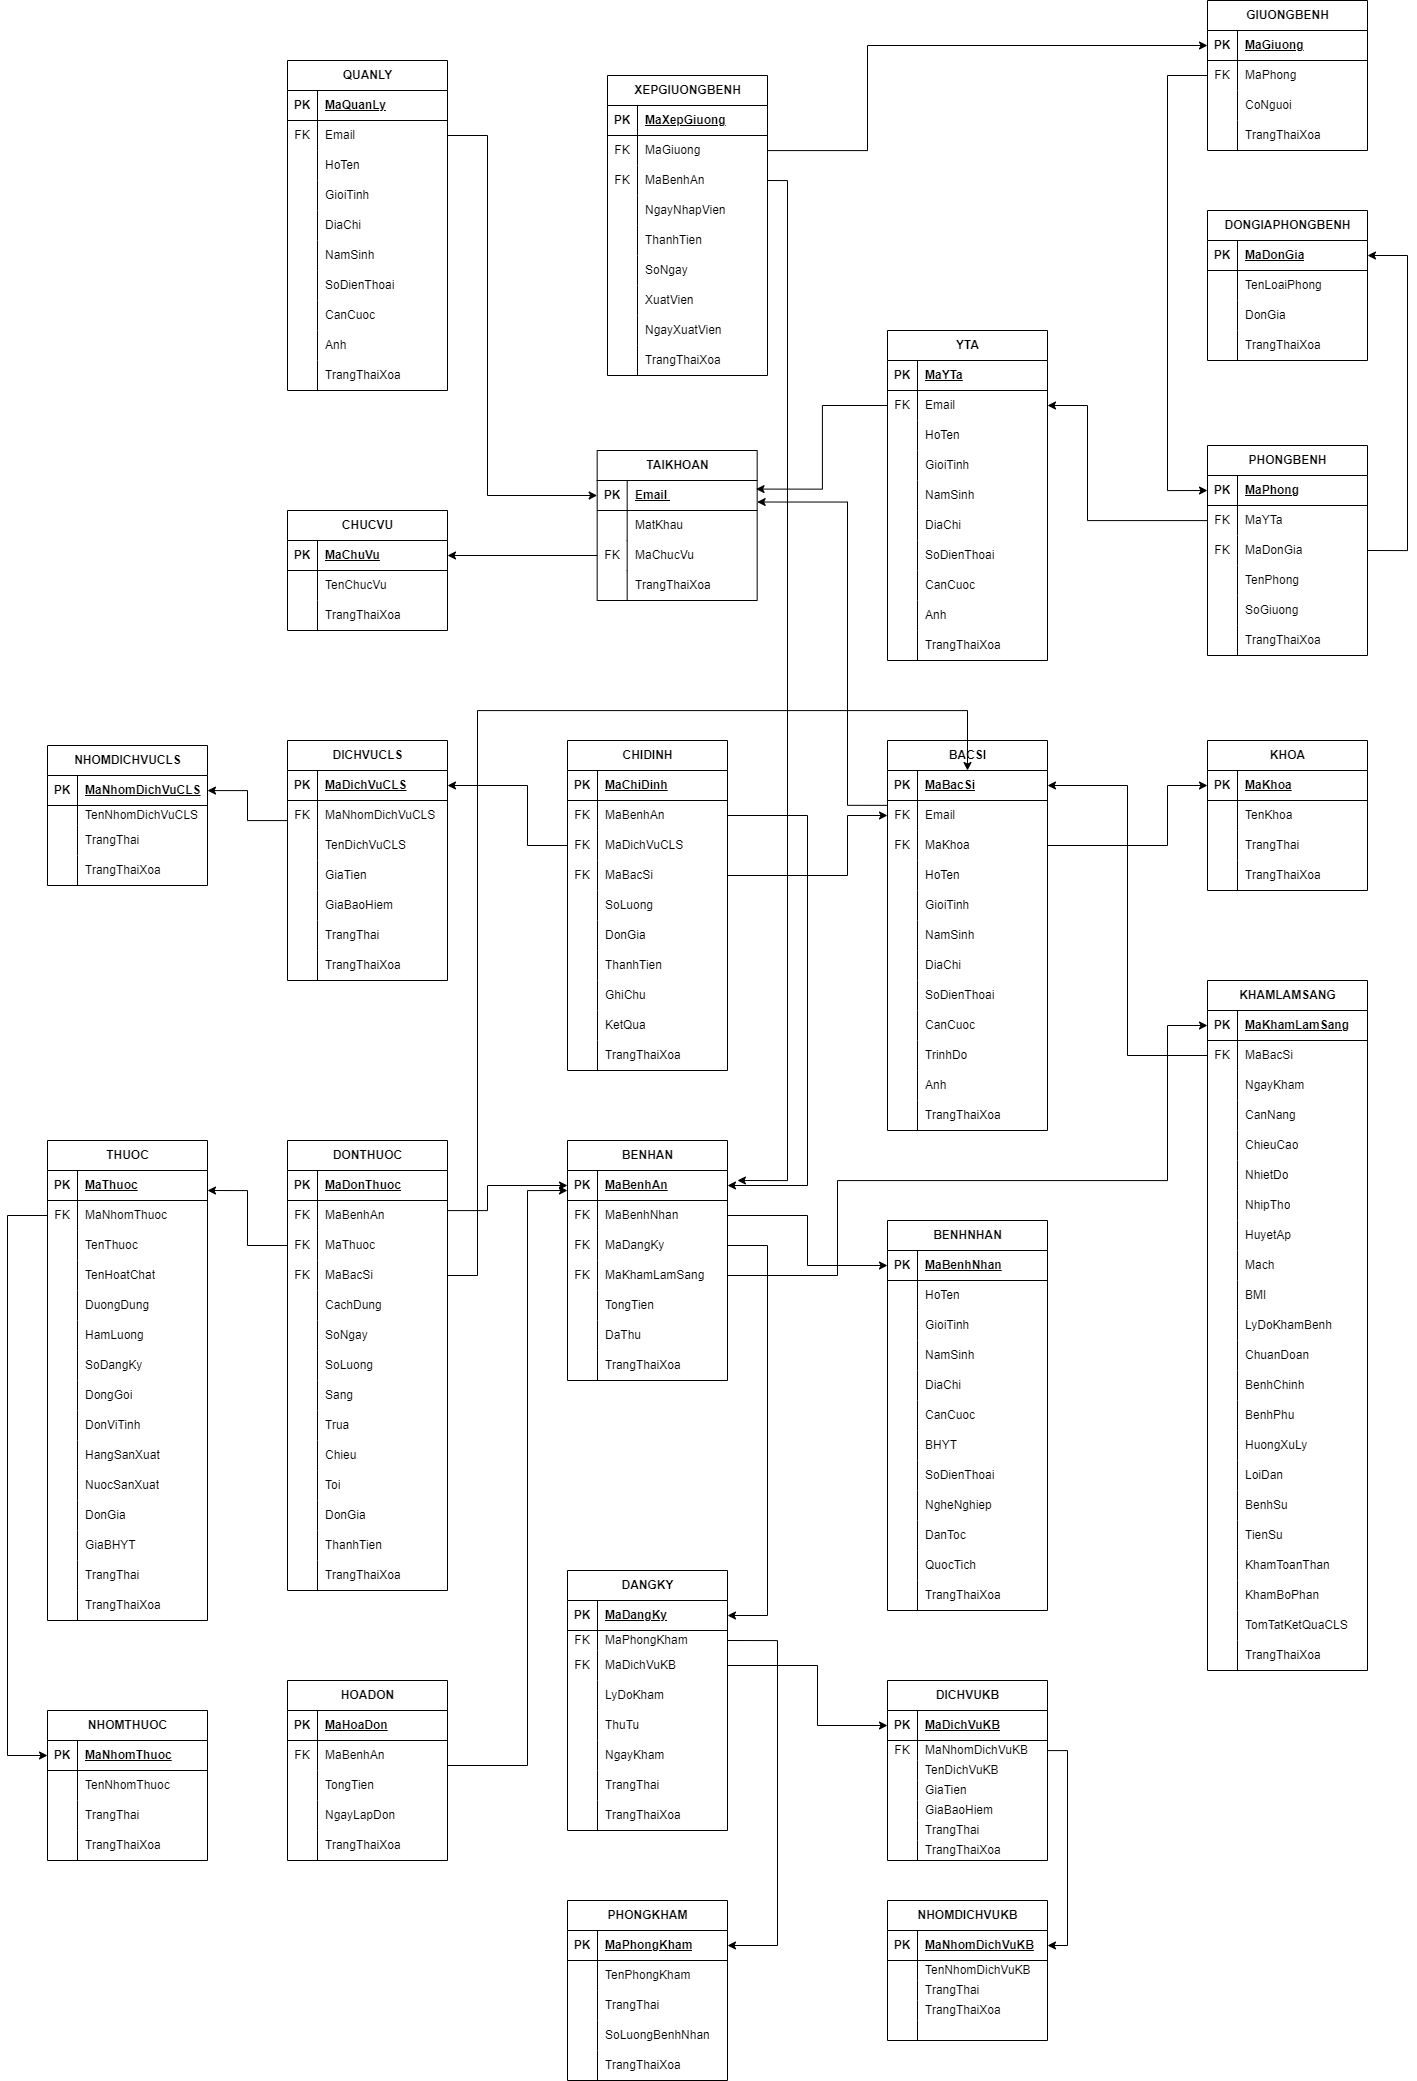 GIUONGBENH
PK MaGiuong
FK MaPhong
CoNguoi
TrangThaiXoa
QUANLY
PK MaQuanLy
FK Email
HoTen
GioiTinh
DiaChi
NamSinh
SoDienThoai
CanCuoc
Anh
TrangThaiXoa
XEPGIUONGBENH
PK MaXepGiuong
FK MaGiuong
FK MaBenhAn
NgayNhapVien
ThanhTien
SoNgay
XuatVien
NgayXuatVien
TrangThaiXoa
DONGIAPHONGBENH
PK MaDonGia
TenLoaiPhong
DonGia
TrangThaiXoa
YTA
PK MaYTa
FK Email
HoTen
GioiTinh
NamSinh
DiaChi
SoDienThoai
CanCuoc
Anh
TrangThaiXoa
PHONGBENH
PK MaPhong
FK MaYTa
FK MaDonGia
TenPhong
SoGiuong
TrangThaiXoa
TAIKHOAN
PK Email
MatKhau
FK MaChucVu
TrangThaiXoa
CHUCVU
PK MaChuVu
TenChucVu
TrangThaiXoa
NHOMDICHVUCLS
PK MaNhomDichVuCLS
TenNhomDichVuCLS
TrangThai
TrangThaiXoa
DICHVUCLS
PK MaDichVuCLS
FK MaNhomDichVuCLS
TenDichVuCLS
GiaTien
GiaBaoHiem
TrangThai
TrangThaiXoa
CHIDINH
PK MaChiDinh
FK MaBenhAn
FK MaDichVuCLS
FK MaBacSi
SoLuong
DonGia
ThanhTien
GhiChu
KetQua
TrangThaiXoa
BACSI
PK MaBacSi
FK Email
FK MaKhoa
HoTen
GioiTinh
NamSinh
DiaChi
SoDienThoai
CanCuoc
TrinhDo
Anh
TrangThaiXoa
KHOA
PK MaKhoa
TenKhoa
TrangThai
TrangThaiXoa
KHAMLAMSANG
PK MaKhamLamSang
FK MaBacSi
NgayKham
CanNang
ChieuCao
NhietDo
NhipTho
HuyetAp
Mach
BMI
LyDoKhamBenh
ChuanDoan
BenhChinh
BenhPhu
HuongXuLy
LoiDan
BenhSu
TienSu
KhamToanThan
KhamBoPhan
TomTatKetQuaCLS
TrangThaiXoa
THUOC
PK MaThuoc
FK MaNhomThuoc
TenThuoc
TenHoatChat
DuongDung
HamLuong
SoDangKy
DongGoi
DonViTinh
HangSanXuat
NuocSanXuat
DonGia
GiaBHYT
TrangThai
TrangThaiXoa
DONTHUOC
PK MaDonThuoc
FK MaBenhAn
FK MaThuoc
FK MaBacSi
CachDung
SoNgay
SoLuong
Sang
Trua
Chieu
Toi
DonGia
ThanhTien
TrangThaiXoa
BENHAN
PK MaBenhAn
FK MaBenhNhan
FK MaDangKy
FK MaKhamLamSang
TongTien
DaThu
TrangThaiXoa
BENHNHAN
PK MaBenhNhan
HoTen
GioiTinh
NamSinh
DiaChi
CanCuoc
BHYT
SoDienThoai
NgheNghiep
DanToc
QuocTich
TrangThaiXoa
DANGKY
PK MaDangKy
FK MaPhongKham
FK MaDichVuKB
LyDoKham
ThuTu
NgayKham
TrangThai
TrangThaiXoa
HOADON
PK MaHoaDon
FK MaBenhAn
TongTien
NgayLapDon
TrangThaiXoa
NHOMTHUOC
PK MaNhomThuoc
TenNhomThuoc
TrangThai
TrangThaiXoa
DICHVUKB
PK MaDichVuKB
FK MaNhomDichVuKB
TenDichVuKB
GiaTien
GiaBaoHiem
TrangThai
TrangThaiXoa
PHONGKHAM
PK MaPhongKham
TenPhongKham
TrangThai
SoLuongBenhNhan
TrangThaiXoa
NHOMDICHVUKB
PK MaNhomDichVuKB
TenNhomDichVuKB
TrangThai
TrangThaiXoa